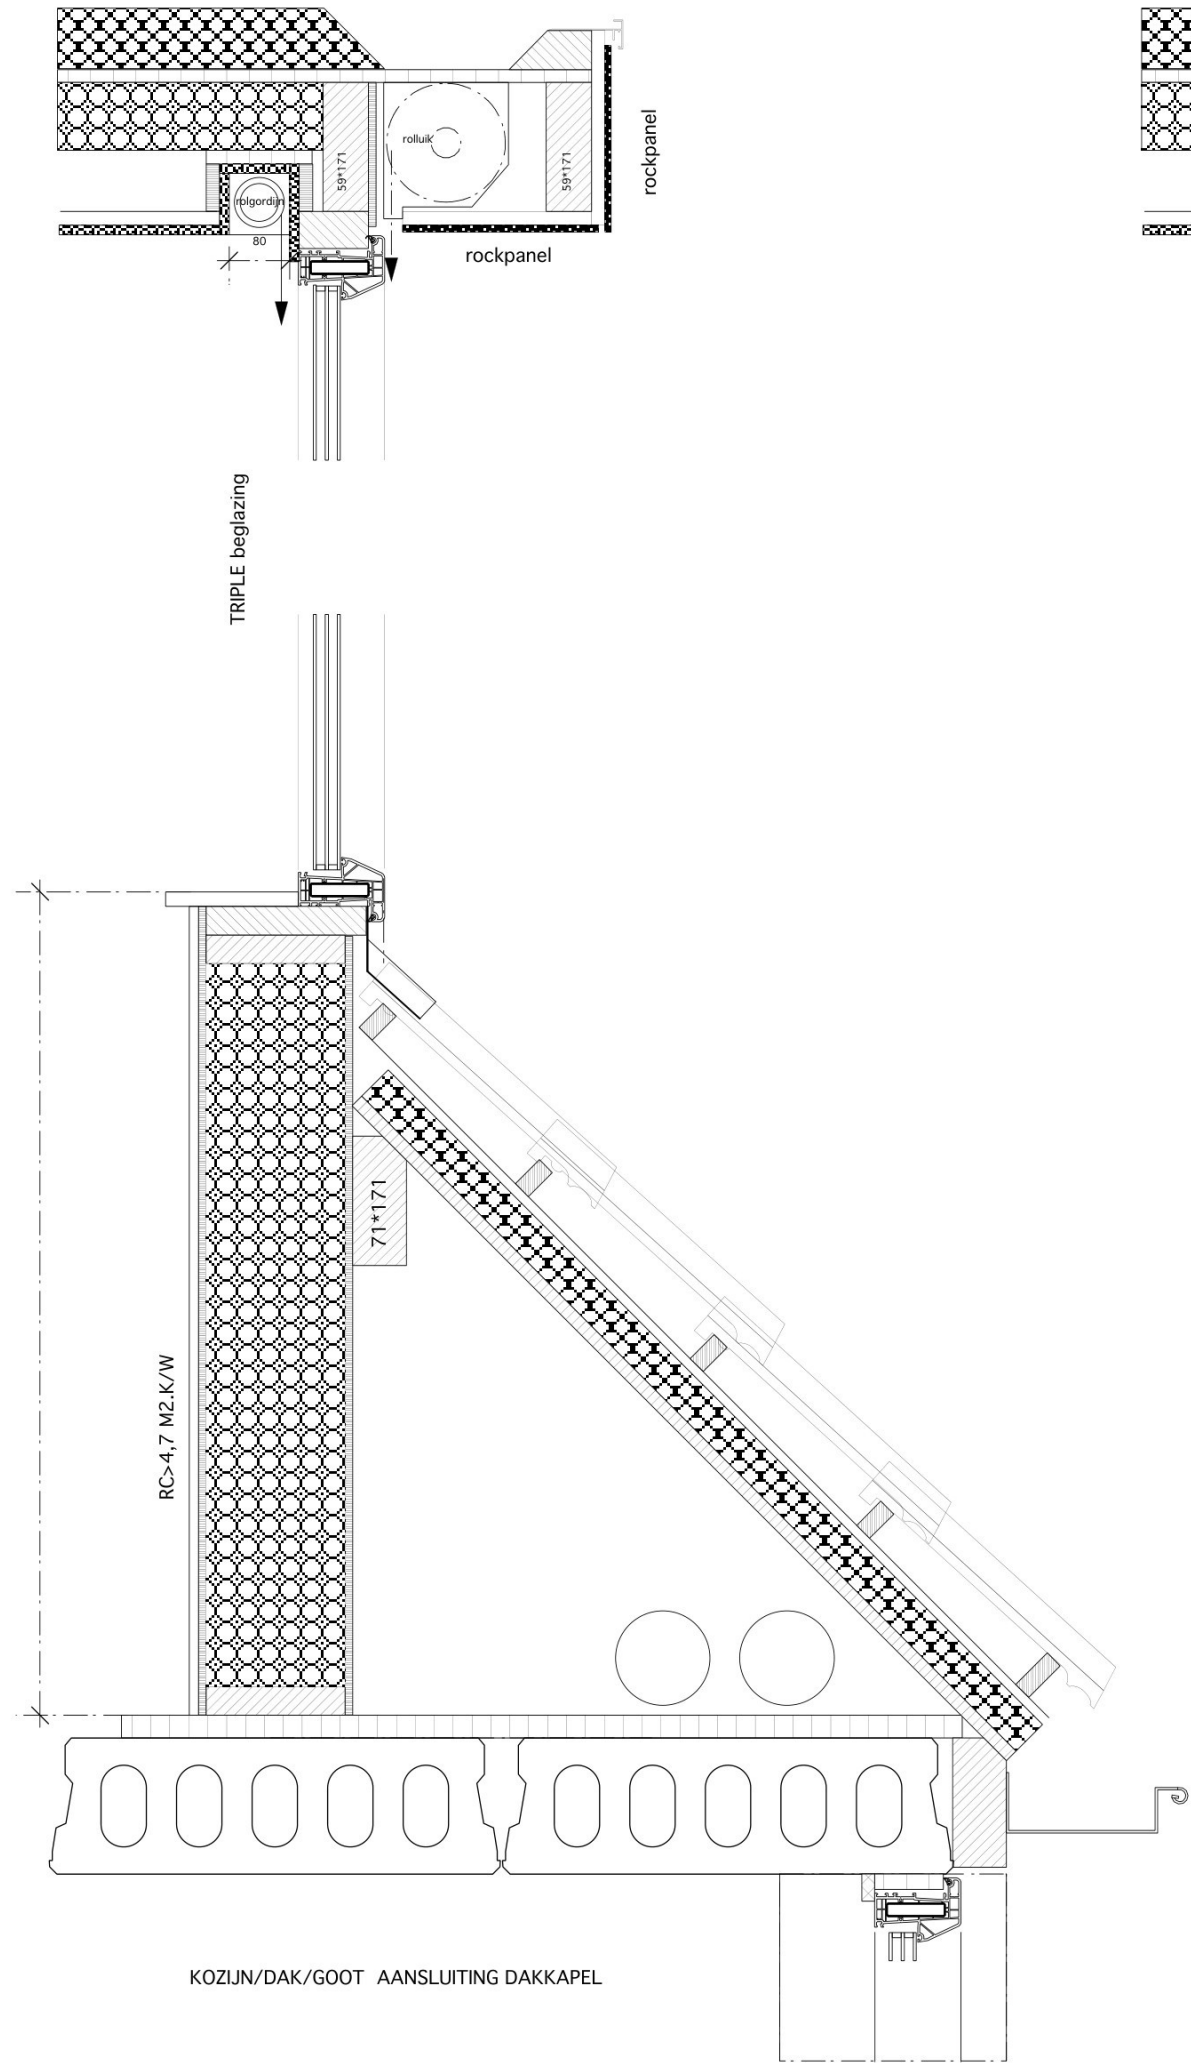 rolluik
59*171
59*171
rockpanel
rolgordijn
80
rockpanel
TRIPLE beglazing
71*171
RC>4,7 M2.K/W
KOZIJN/DAK/GOOT AANSLUITING DAKKAPEL